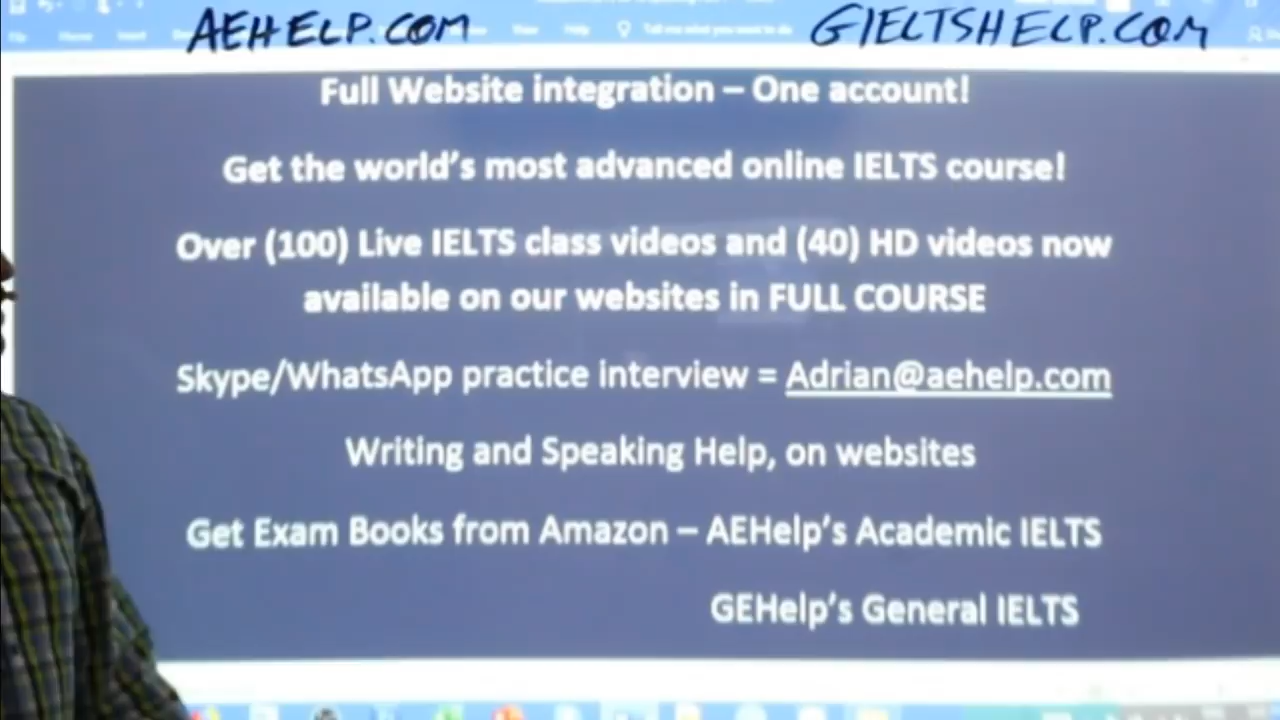 AEHELP.COM GIELTSHELP.COM
Full Website integration – One account!
Get the world's most advanced online IELTS course!
Over (100) Live IELTS class videos and (40) HD videos now
available on our websites in FULL COURSE
Skype/WhatsApp practice interview = Adrian@aehelp.com
Writing and Speaking Help, on websites
Get Exam Books from Amazon – AEHelp's Academic IELTS
GEHelp's General IELTS